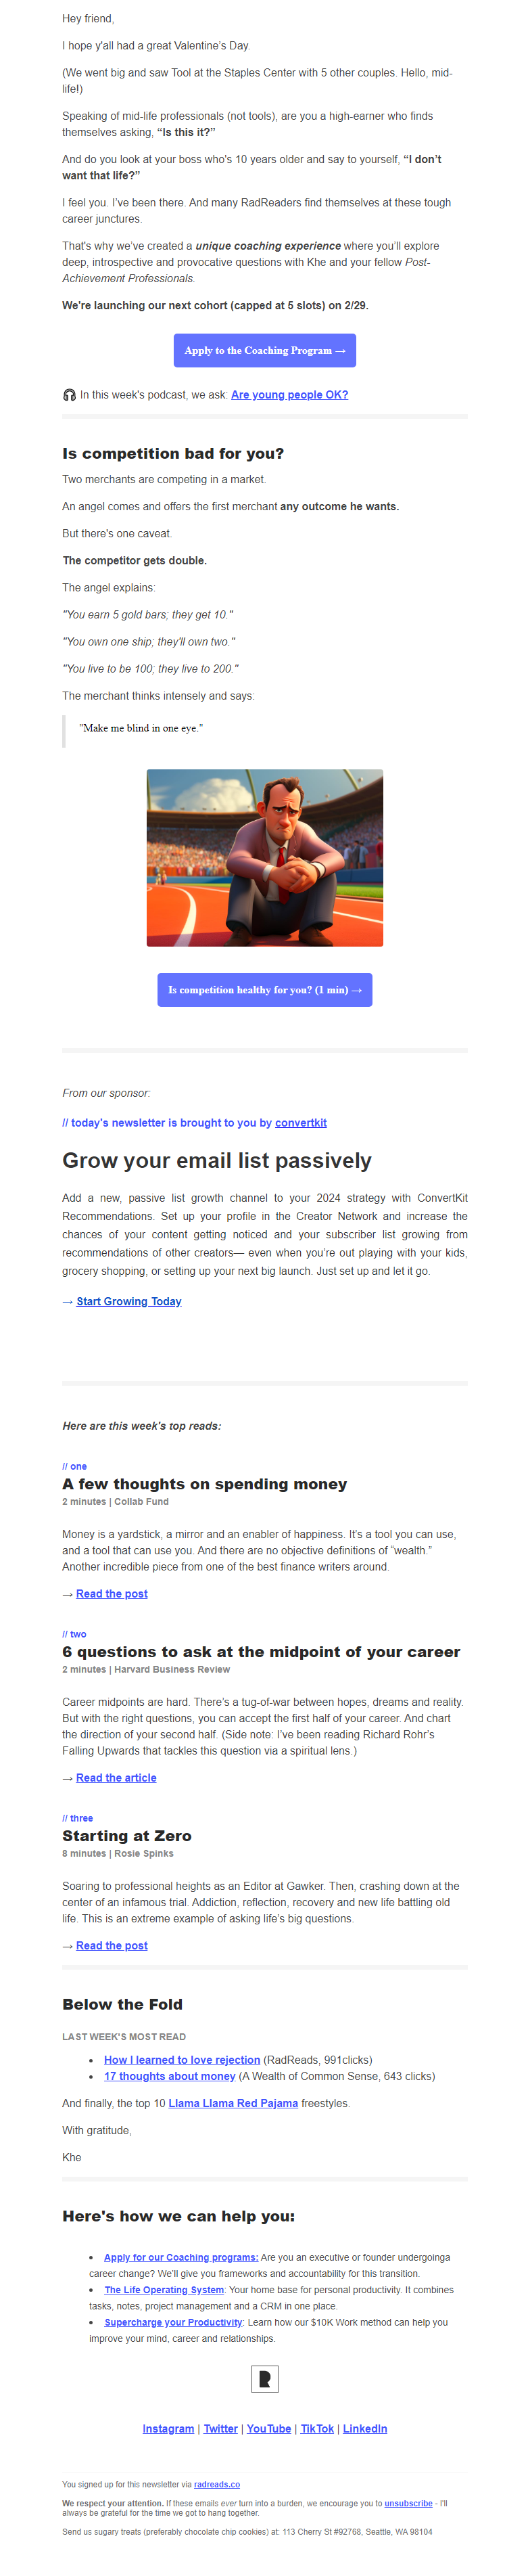 Hey friend,
I hope y'all had a great Valentine's Day.
(We went big and saw Tool at the Staples Center with 5 other couples. Hello, mid-
life!)
Speaking of mid-life professionals (not tools), are you a high-earner who finds
themselves asking, “Is this it?”
And do you look at your boss who's 10 years older and say to yourself, “I don’t
want that life?”
I feel you. I’ve been there. And many RadReaders find themselves at these tough
career junctures.
That's why we’ve created a unique coaching experience where you’ll explore
deep, introspective and provocative questions with Khe and your fellow Post-
Achievement Professionals.
We're launching our next cohort (capped at 5 slots) on 2/29.
Apply to the Coaching Program →
🎧 In this week's podcast, we ask: Are young people OK?
Is competition bad for you?
Two merchants are competing in a market.
An angel comes and offers the first merchant any outcome he wants.
But there's one caveat.
The competitor gets double.
The angel explains:
"You earn 5 gold bars; they get 10."
"You own one ship; they'll own two."
"You live to be 100; they live to 200."
The merchant thinks intensely and says:
"Make me blind in one eye."
Is competition healthy for you? (1 min) →
From our sponsor:
// today's newsletter is brought to you by convertkit
Grow your email list passively
Add a new, passive list growth channel to your 2024 strategy with ConvertKit
Recommendations. Set up your profile in the Creator Network and increase the
chances of your content getting noticed and your subscriber list growing from
recommendations of other creators— even when you’re out playing with your kids,
grocery shopping, or setting up your next big launch. Just set up and let it go.
→ Start Growing Today
Here are this week's top reads:
// one
A few thoughts on spending money
2 minutes | Collab Fund
Money is a yardstick, a mirror and an enabler of happiness. It’s a tool you can use,
and a tool that can use you. And there are no objective definitions of “wealth.”
Another incredible piece from one of the best finance writers around.
→ Read the post
// two
6 questions to ask at the midpoint of your career
2 minutes | Harvard Business Review
Career midpoints are hard. There’s a tug-of-war between hopes, dreams and reality.
But with the right questions, you can accept the first half of your career. And chart
the direction of your second half. (Side note: I’ve been reading Richard Rohr’s
Falling Upwards that tackles this question via a spiritual lens.)
→ Read the article
// three
Starting at Zero
8 minutes | Rosie Spinks
Soaring to professional heights as an Editor at Gawker. Then, crashing down at the
center of an infamous trial. Addiction, reflection, recovery and new life battling old
life. This is an extreme example of asking life’s big questions.
→ Read the post
Below the Fold
LAST WEEK'S MOST READ
• How I learned to love rejection (RadReads, 991clicks)
• 17 thoughts about money (A Wealth of Common Sense, 643 clicks)
And finally, the top 10 Llama Llama Red Pajama freestyles.
With gratitude,
Khe
Here's how we can help you:
• Apply for our Coaching programs: Are you an executive or founder undergoinga
career change? We’ll give you frameworks and accountability for this transition.
• The Life Operating System: Your home base for personal productivity. It combines
tasks, notes, project management and a CRM in one place.
• Supercharge your Productivity: Learn how our $10K Work method can help you
improve your mind, career and relationships.
R
Instagram | Twitter | YouTube | TikTok | LinkedIn
You signed up for this newsletter via radreads.co
We respect your attention. If these emails ever turn into a burden, we encourage you to unsubscribe - I'll
always be grateful for the time we got to hang together.
Send us sugary treats (preferably chocolate chip cookies) at: 113 Cherry St #92768, Seattle, WA 98104